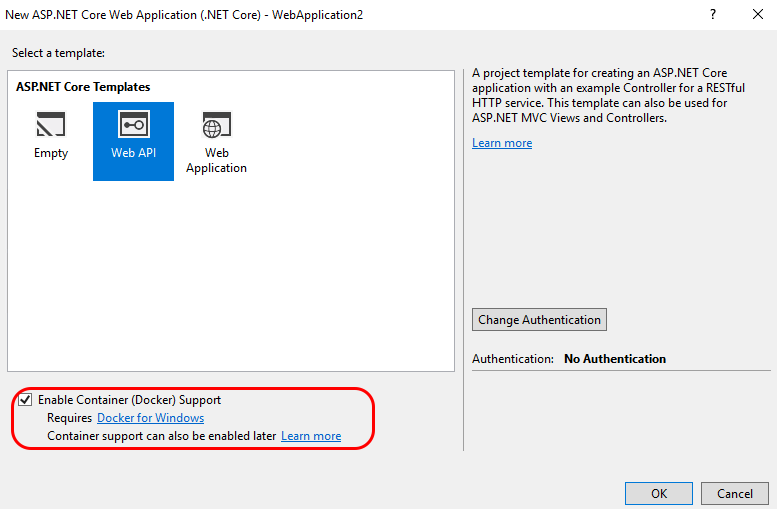 New ASP.NET Core Web Application (.NET Core) - WebApplication2
?
Select a template:
ASP.NET Core Templates
Empty
Web API
Web
Application
A project template for creating an ASP.NET Core
application with an example Controller for a RESTful
HTTP service. This template can also be used for
ASP.NET MVC Views and Controllers.
Learn more
Change Authentication
Authentication: No Authentication
Enable Container (Docker) Support
Requires Docker for Windows
Container support can also be enabled later Learn more
OK
Cancel